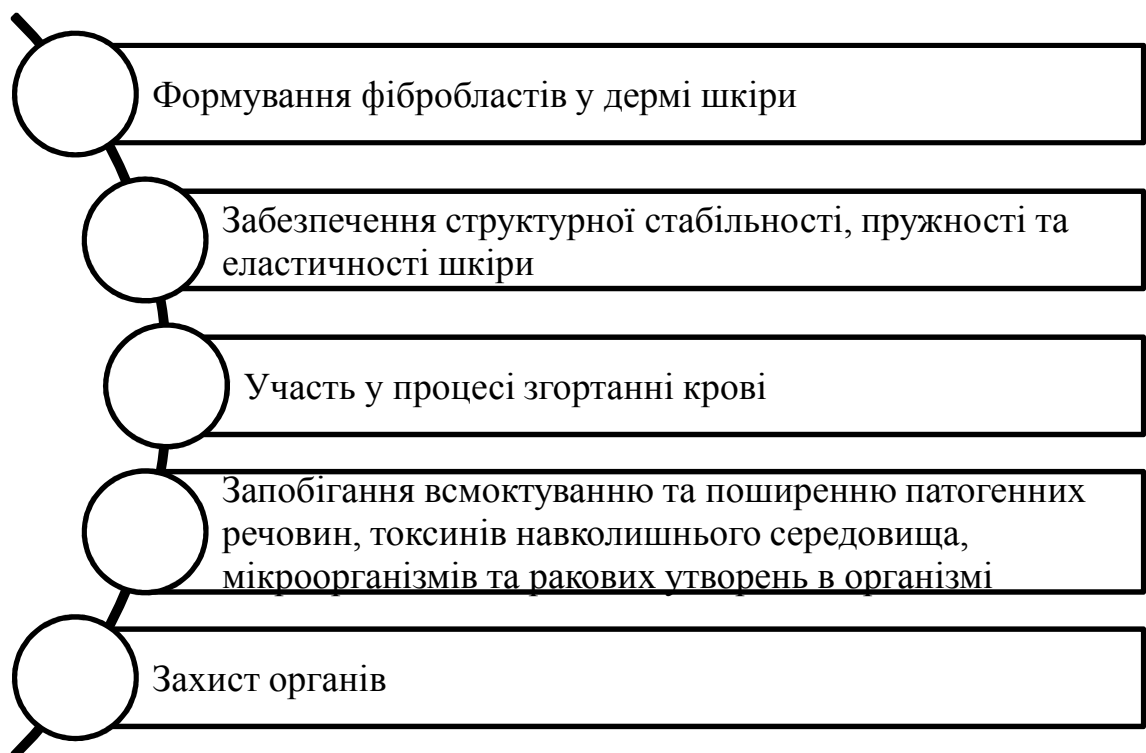 Формування фібробластів у дермі шкіри
Забезпечення структурної стабільності, пружності та
еластичності шкіри
Участь у процесі згортанні крові
Запобігання всмоктуванню та поширенню патогенних
речовин, токсинів навколишнього середовища,
мікроорганізмів та ракових утворень в організмі
Захист органів